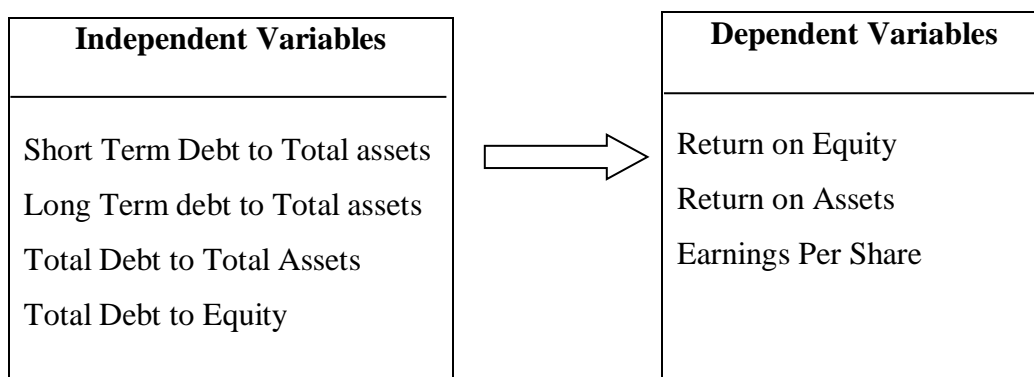 Independent Variables
Short Term Debt to Total assets
Long Term debt to Total assets
Total Debt to Total Assets
Total Debt to Equity
Dependent Variables
Return on Equity
Return on Assets
Earnings Per Share